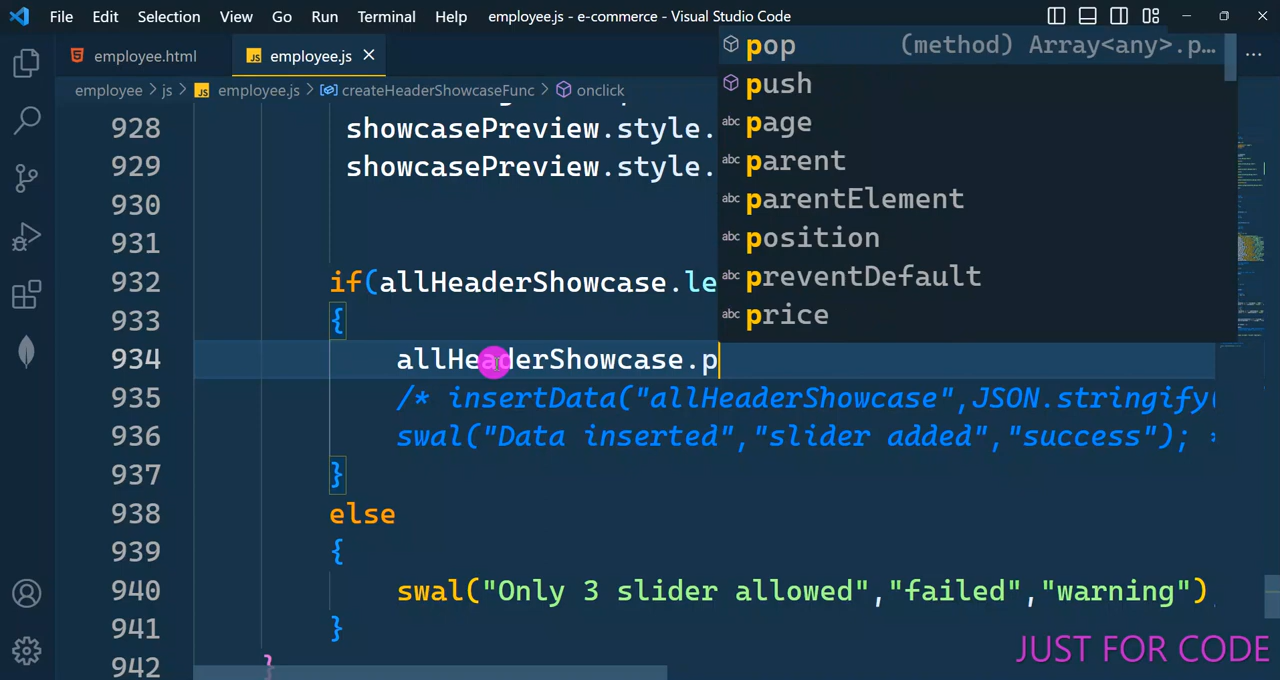 File Edit Selection View Go Run Terminal Help employee.js - e-commerce - Visual Studio Code
employee.html employee.js
employee > js > employee.js > createHeaderShowcaseFunc > onclick
pop (method) Array<any>.p…
push
page
parent
parentElement
position
preventDefault
price
928 showcasePreview.style.
929 showcasePreview.style.
930
931
932 if(allHeaderShowcase.le
933 {
934 allHeaderShowcase.p
935 /* insertData("allHeaderShowcase",JSON.stringify(
936 swal("Data inserted","slider added","success"); *
937 }
938 else
939 {
940 swal("Only 3 slider allowed","failed","warning")
941 }
942 }
JUST FOR CODE